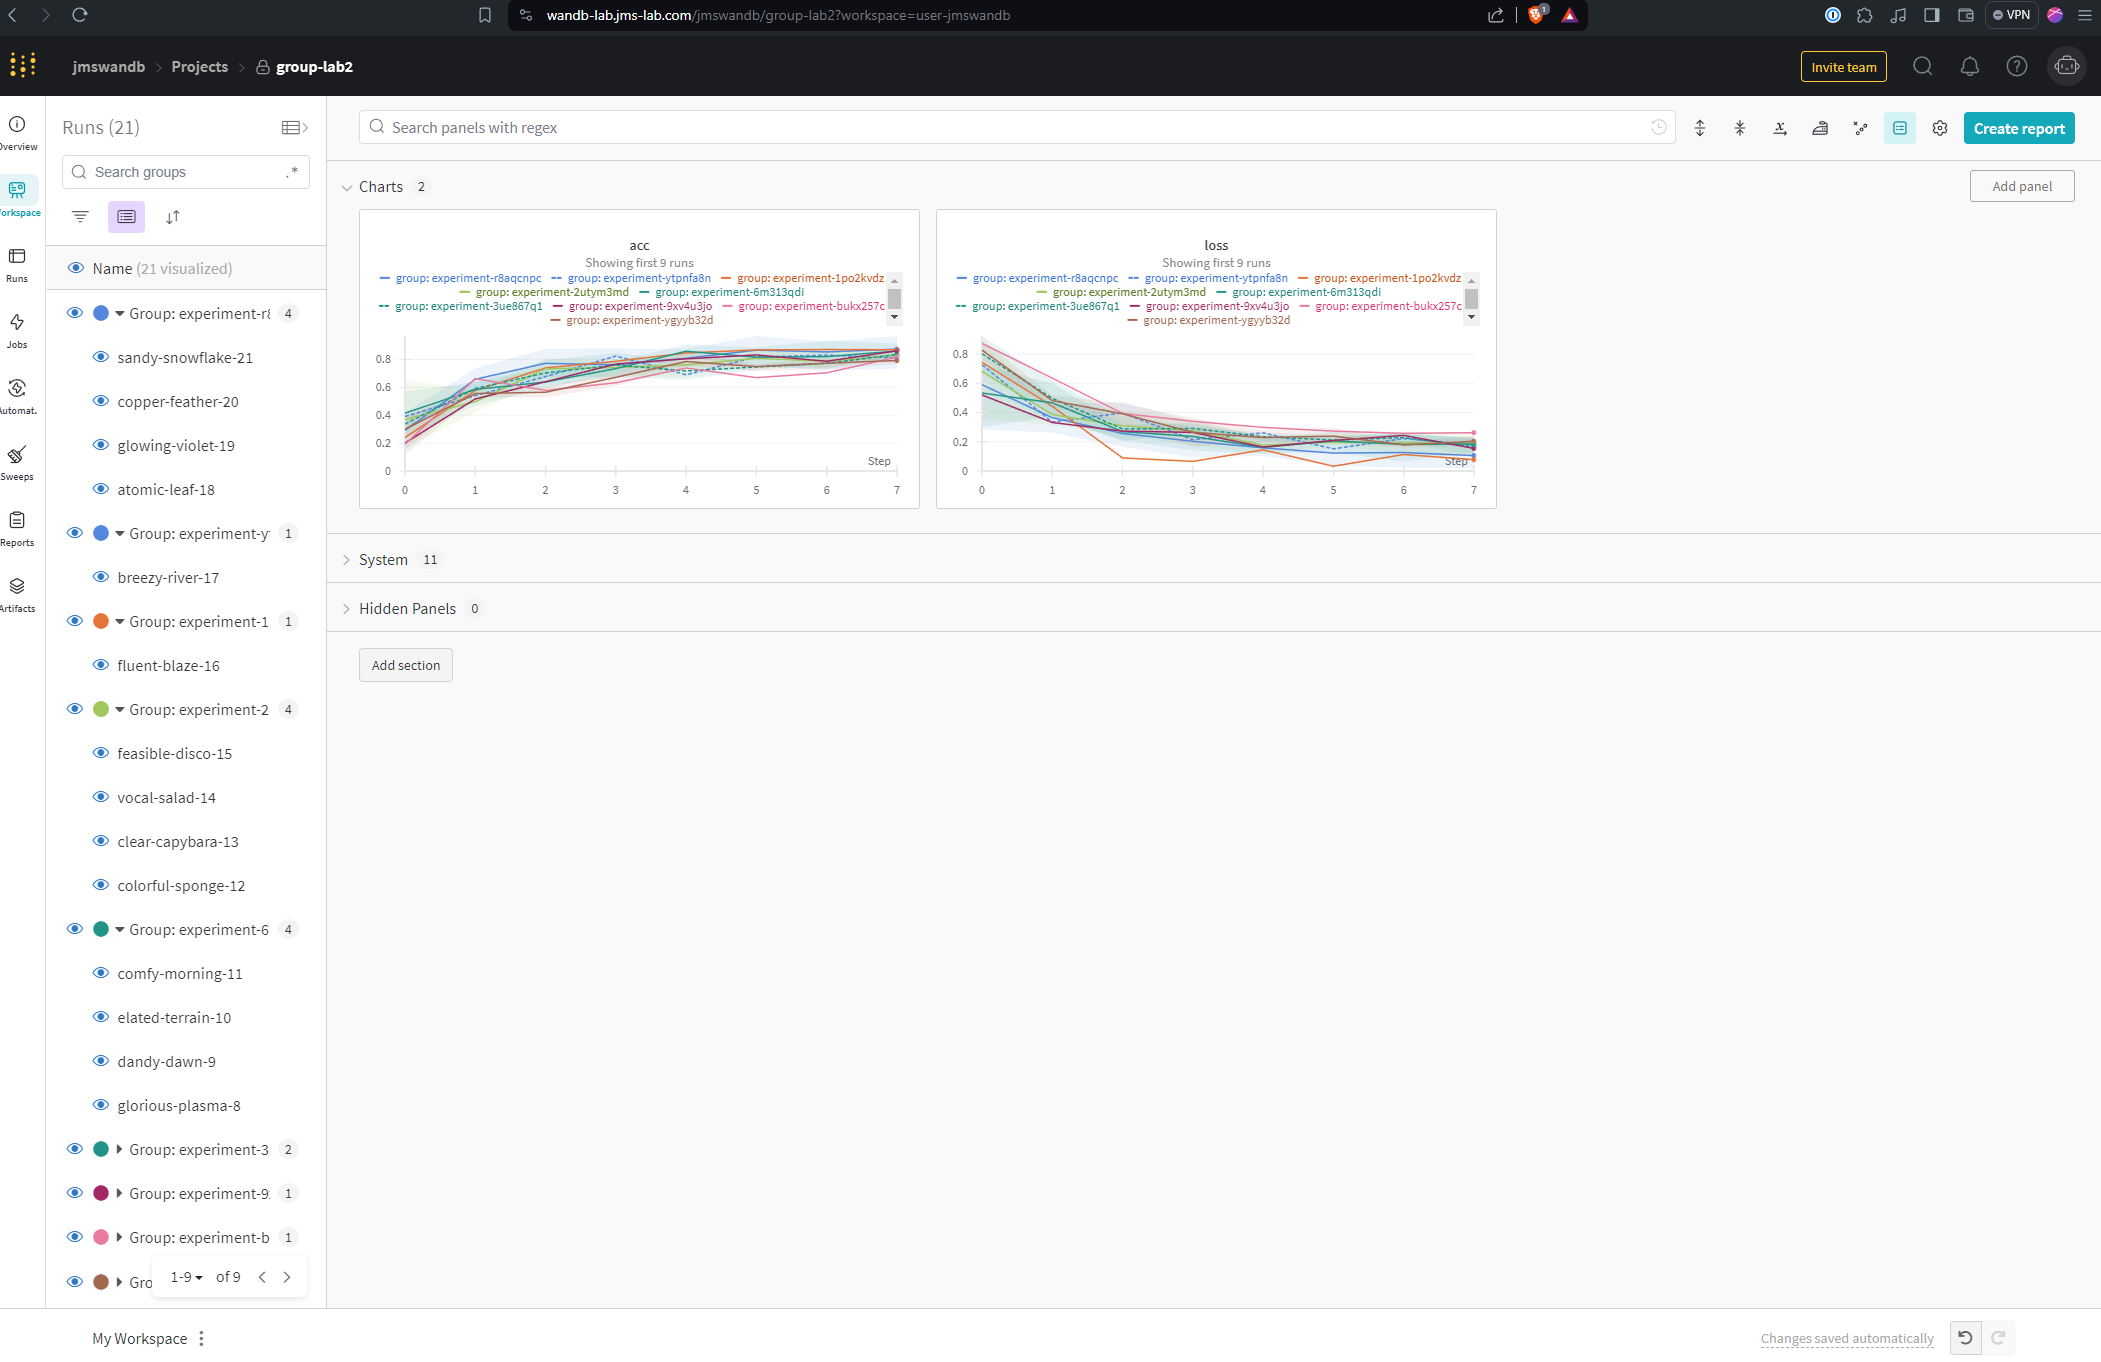 wandb-lab.jms-lab.com/jmswandb/group-lab2?workspace=user-jmswandb
1
VPN
jmswandb
Projects
group-lab2
Invite team
Overview
Workspace
Runs
Jobs
Automat.
Sweeps
Reports
Artifacts
Runs (21)
Search groups
.*
Name (21 visualized)
Group: experiment-r8 4
sandy-snowflake-21
copper-feather-20
glowing-violet-19
atomic-leaf-18
Group: experiment-y 1
breezy-river-17
Group: experiment-1 1
fluent-blaze-16
Group: experiment-2 4
feasible-disco-15
vocal-salad-14
clear-capybara-13
colorful-sponge-12
Group: experiment-6 4
comfy-morning-11
elated-terrain-10
dandy-dawn-9
glorious-plasma-8
Group: experiment-3 2
Group: experiment-9 1
Group: experiment-b 1
Gro
1-9 of 9
Search panels with regex
Create report
Charts 2
Add panel
acc
Showing first 9 runs
group: experiment-r8aqcnpc group: experiment-ytpnfa8n group: experiment-1po2kvdz
group: experiment-2utym3md group: experiment-6m313qdi
group: experiment-3ue867q1 group: experiment-9xv4u3jo group: experiment-bukx257c
group: experiment-ygyyb32d
0.8
0.6
0.4
0.2
0
Step
0 1 2 3 4 5 6 7
loss
Showing first 9 runs
group: experiment-r8aqcnpc group: experiment-ytpnfa8n group: experiment-1po2kvdz
group: experiment-2utym3md group: experiment-6m313qdi
group: experiment-3ue867q1 group: experiment-9xv4u3jo group: experiment-bukx257c
group: experiment-ygyyb32d
0.8
0.6
0.4
0.2
0
Step
0 1 2 3 4 5 6 7
System 11
Hidden Panels 0
Add section
My Workspace
Changes saved automatically